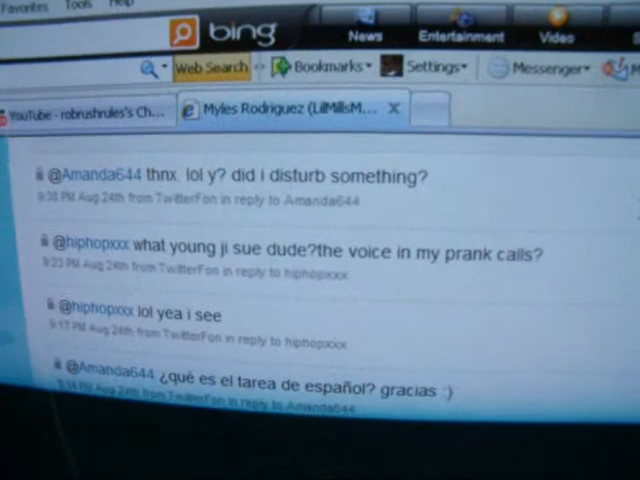 Favorites Tools Help
bing
News Entertainment Video
Web Search Bookmarks Settings Messenger
YouTube - robrushrules's Ch... Myles Rodriguez (LilMillsM... X
@Amanda644 thnx. lol y? did i disturb something?
9:38 PM Aug 24th from TwitterFon in reply to Amanda644
@hiphopxxx what young ji sue dude?the voice in my prank calls?
9:23 PM Aug 24th from TwitterFon in reply to hiphopxxx
@hiphopxxx lol yea i see
9:17 PM Aug 24th from TwitterFon in reply to hiphopxxx
@Amanda644 ¿qué es el tarea de español? gracias :)
9:14 PM Aug 24th from TwitterFon in reply to Amanda644